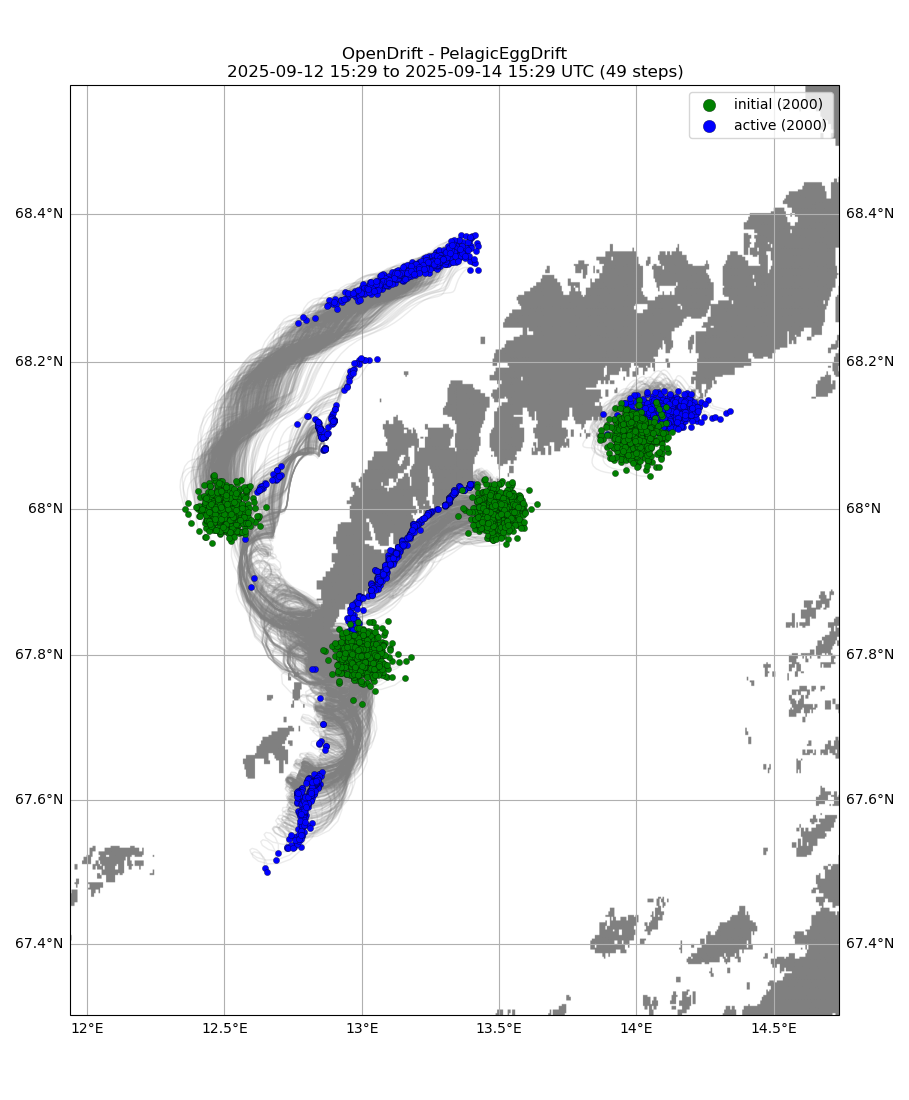 OpenDrift - PelagicEggDrift
2025-09-12 15:29 to 2025-09-14 15:29 UTC (49 steps)
initial (2000)
active (2000)
68.4°N 68.4°N
68.2°N 68.2°N
68°N 68°N
67.8°N 67.8°N
67.6°N 67.6°N
67.4°N 67.4°N
12°E 12.5°E 13°E 13.5°E 14°E 14.5°E